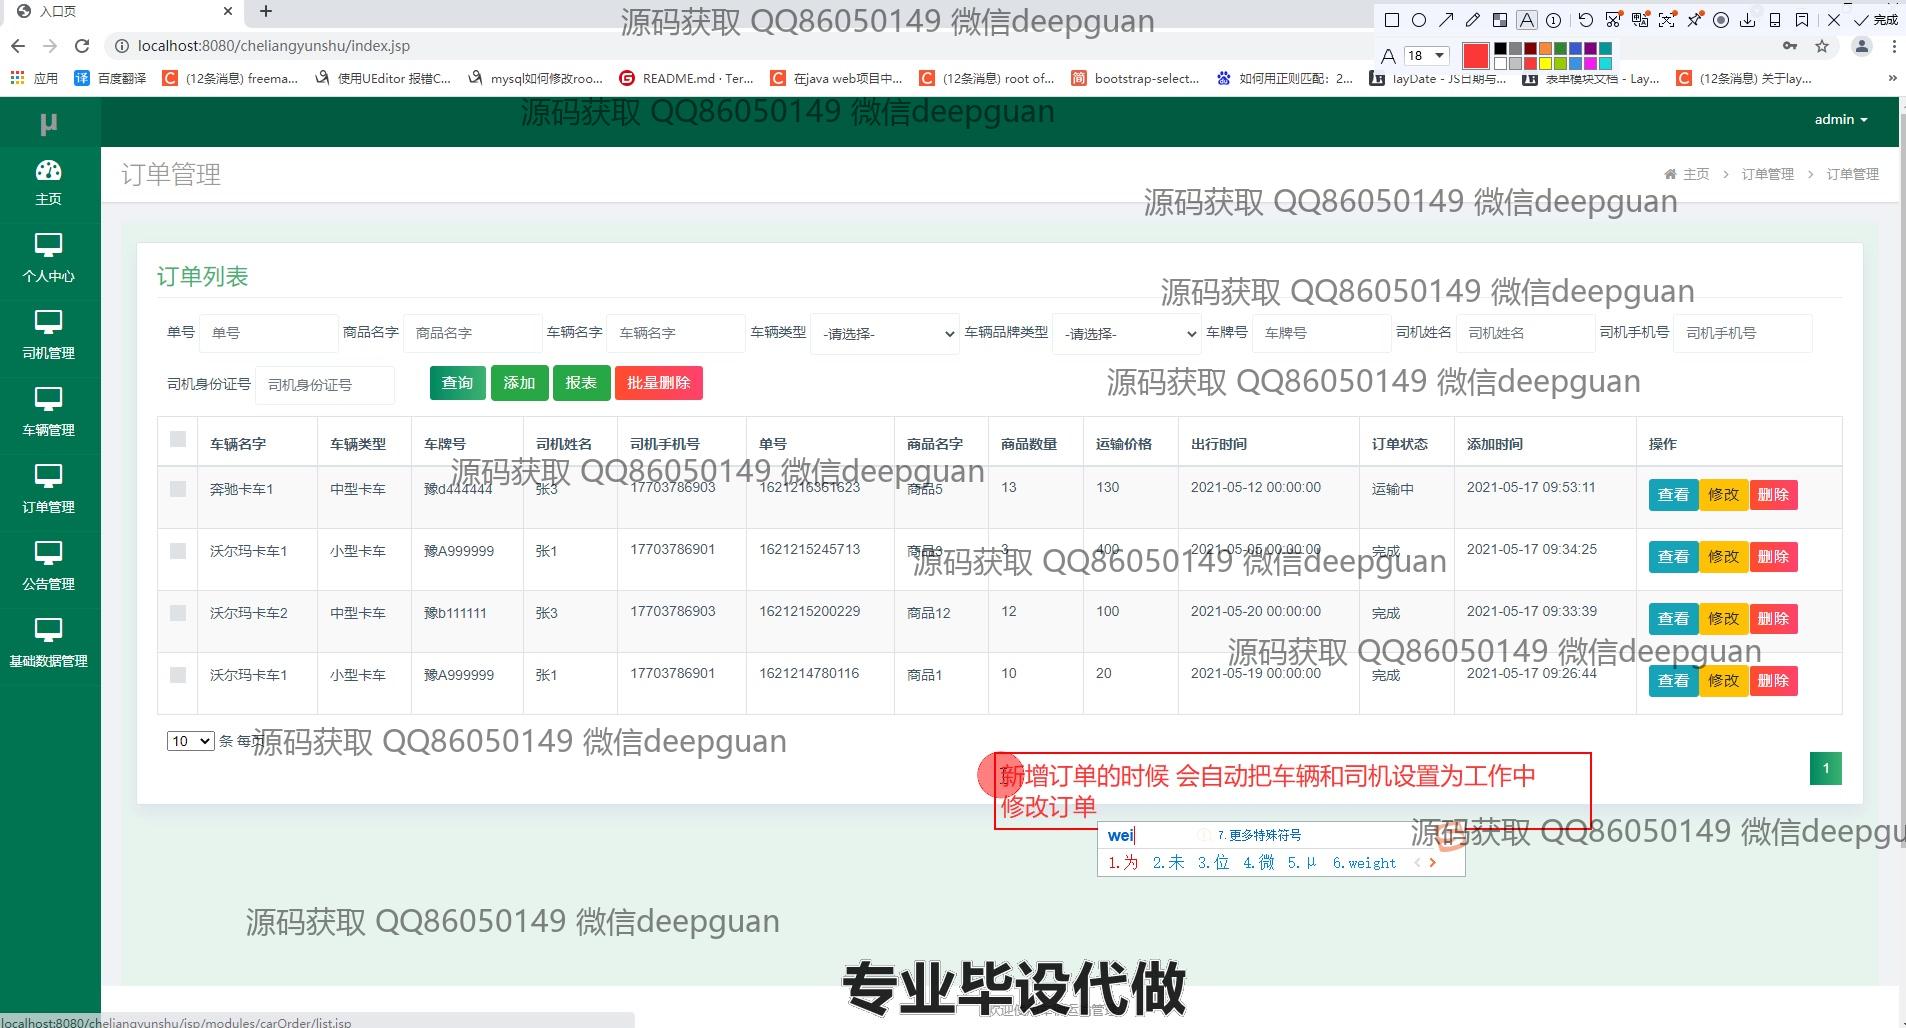 入口页
源码获取 QQ86050149 微信deepguan
完成
localhost:8080/cheliangyunshu/index.jsp
18
应用
百度翻译
(12条消息) freema...
使用UEditor 报错C...
mysql如何修改roo...
README.md · Ter...
在java web项目中...
(12条消息) root of...
bootstrap-select...
如何用正则匹配：2...
layDate - JS日期与...
表单模块文档 - Lay...
(12条消息) 关于lay...
源码获取 QQ86050149 微信deepguan
μ
admin
主页
个人中心
司机管理
车辆管理
订单管理
公告管理
基础数据管理
订单管理
主页 > 订单管理 > 订单管理
源码获取 QQ86050149 微信deepguan
订单列表
源码获取 QQ86050149 微信deepguan
单号 单号 商品名字 商品名字 车辆名字 车辆名字 车辆类型 -请选择- 车辆品牌类型 -请选择- 车牌号 车牌号 司机姓名 司机姓名 司机手机号 司机手机号
司机身份证号 司机身份证号 查询 添加 报表 批量删除
源码获取 QQ86050149 微信deepguan
车辆名字 车辆类型 车牌号 司机姓名 司机手机号 单号 商品名字 商品数量 运输价格 出行时间 订单状态 添加时间 操作
源码获取 QQ86050149 微信deepguan
奔驰卡车1 中型卡车 豫d444444 张3 17703786903 1621216361623 商品5 13 130 2021-05-12 00:00:00 运输中 2021-05-17 09:53:11 查看 修改 删除
沃尔玛卡车1 小型卡车 豫A999999 张1 17703786901 1621215245713 商品3 3 400 2021-05-05 00:00:00 完成 2021-05-17 09:34:25 查看 修改 删除
源码获取 QQ86050149 微信deepguan
沃尔玛卡车2 中型卡车 豫b111111 张3 17703786903 1621215200229 商品12 12 100 2021-05-20 00:00:00 完成 2021-05-17 09:33:39 查看 修改 删除
源码获取 QQ86050149 微信deepguan
沃尔玛卡车1 小型卡车 豫A999999 张1 17703786901 1621214780116 商品1 10 20 2021-05-19 00:00:00 完成 2021-05-17 09:26:44 查看 修改 删除
10 条 每页
源码获取 QQ86050149 微信deepguan
1
新增订单的时候 会自动把车辆和司机设置为工作中
修改订单
wei 7.更多特殊符号
1.为 2.未 3.位 4.微 5.μ 6.weight
源码获取 QQ86050149 微信deepgu
源码获取 QQ86050149 微信deepguan
专业毕设代做
localhost:8080/cheliangyunshu/jsp/modules/carOrder/list.jsp